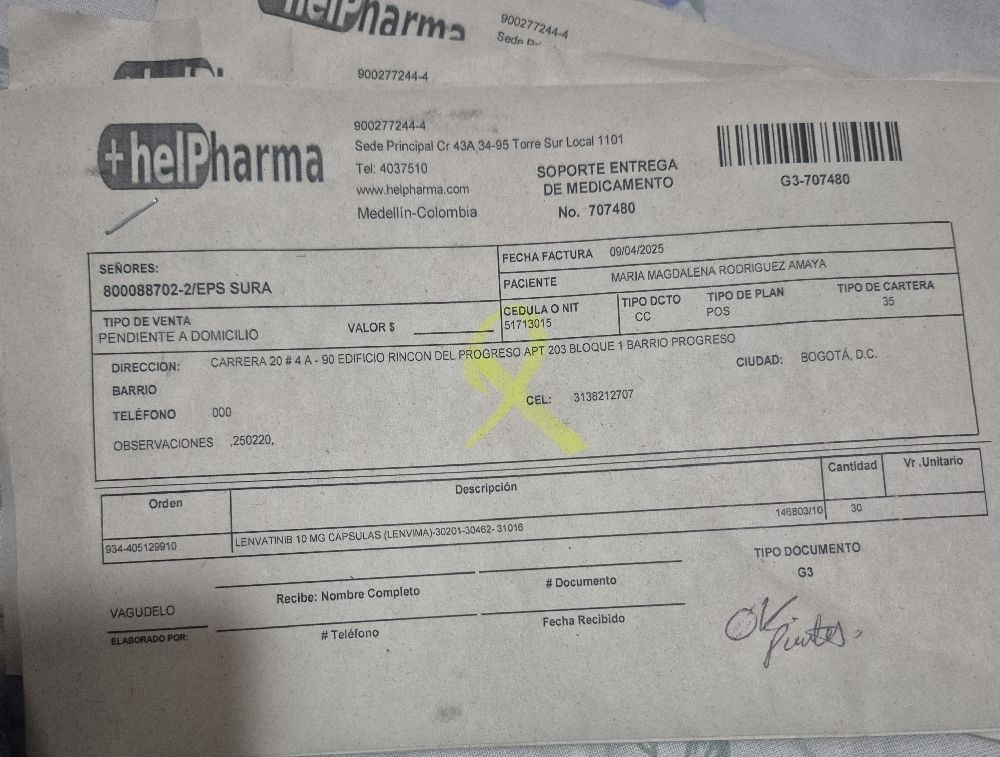 helPharma
900277244-4
900277244-4
+helPharma
900277244-4
Sede Principal Cr 43A 34-95 Torre Sur Local 1101
Tel: 4037510
www.helpharma.com
Medellín-Colombia
SOPORTE ENTREGA
DE MEDICAMENTO
No. 707480
G3-707480
SEÑORES:
800088702-2/EPS SURA
FECHA FACTURA 09/04/2025
PACIENTE MARIA MAGDALENA RODRIGUEZ AMAYA
TIPO DE VENTA
PENDIENTE A DOMICILIO
VALOR $
CEDULA O NIT
51713015
TIPO DCTO
CC
TIPO DE PLAN
POS
TIPO DE CARTERA
35
DIRECCION: CARRERA 20 # 4 A - 90 EDIFICIO RINCON DEL PROGRESO APT 203 BLOQUE 1 BARRIO PROGRESO
CIUDAD: BOGOTÁ, D.C.
BARRIO
TELÉFONO 000
CEL: 3138212707
OBSERVACIONES ,250220,
Orden Descripción Cantidad Vr .Unitario
934-405129910 LENVATINIB 10 MG CAPSULAS (LENVIMA)-30201-30462- 31016 146803/10 30
TIPO DOCUMENTO
G3
Recibe: Nombre Completo # Documento
VAGUDELO
ELABORADO POR:
# Teléfono Fecha Recibido
OK